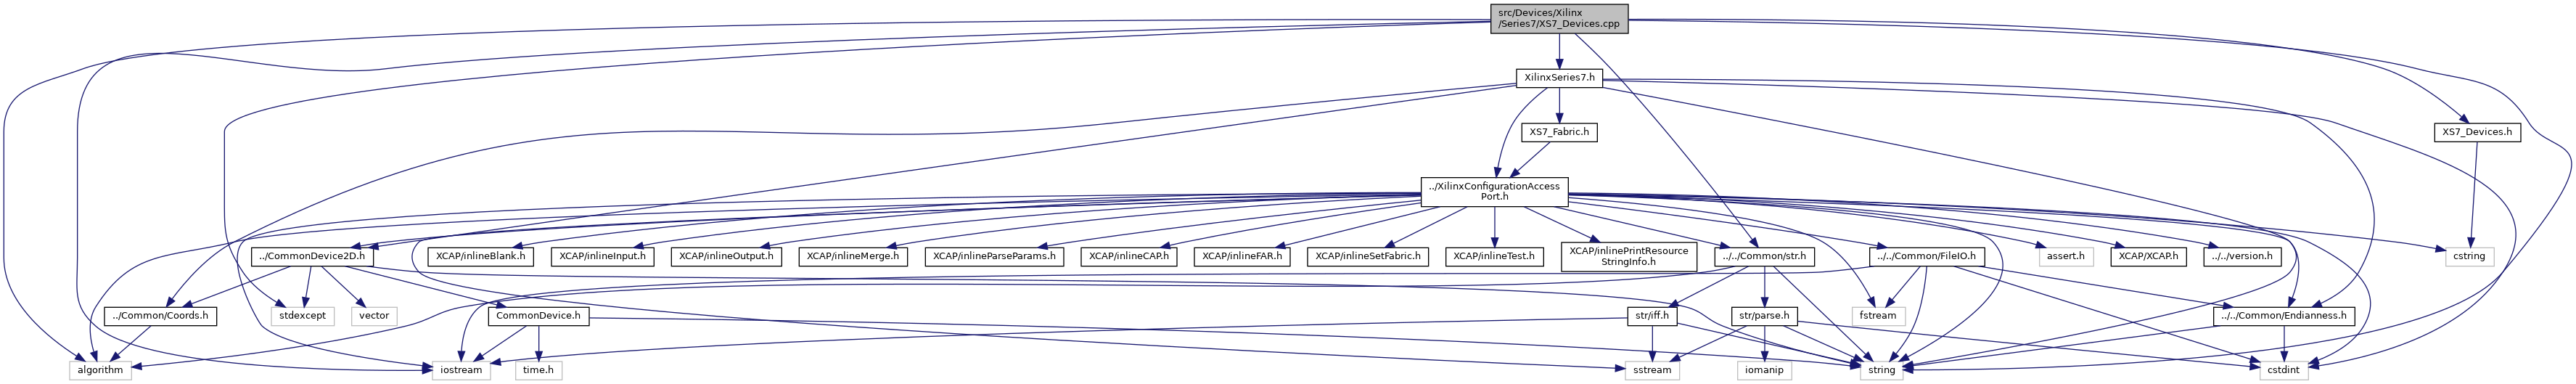 src/Devices/Xilinx
/Series7/XS7_Devices.cpp
XilinxSeries7.h
XS7_Fabric.h
XS7_Devices.h
../XilinxConfigurationAccess
Port.h
../CommonDevice2D.h
XCAP/inlineBlank.h
XCAP/inlineInput.h
XCAP/inlineOutput.h
XCAP/inlineMerge.h
XCAP/inlineParseParams.h
XCAP/inlineCAP.h
XCAP/inlineFAR.h
XCAP/inlineSetFabric.h
XCAP/inlineTest.h
XCAP/inlinePrintResource
StringInfo.h
../../Common/str.h
../../Common/FileIO.h
assert.h
XCAP/XCAP.h
../../version.h
cstring
../Common/Coords.h
stdexcept
vector
CommonDevice.h
str/iff.h
str/parse.h
fstream
../../Common/Endianness.h
algorithm
iostream
time.h
sstream
iomanip
string
cstdint